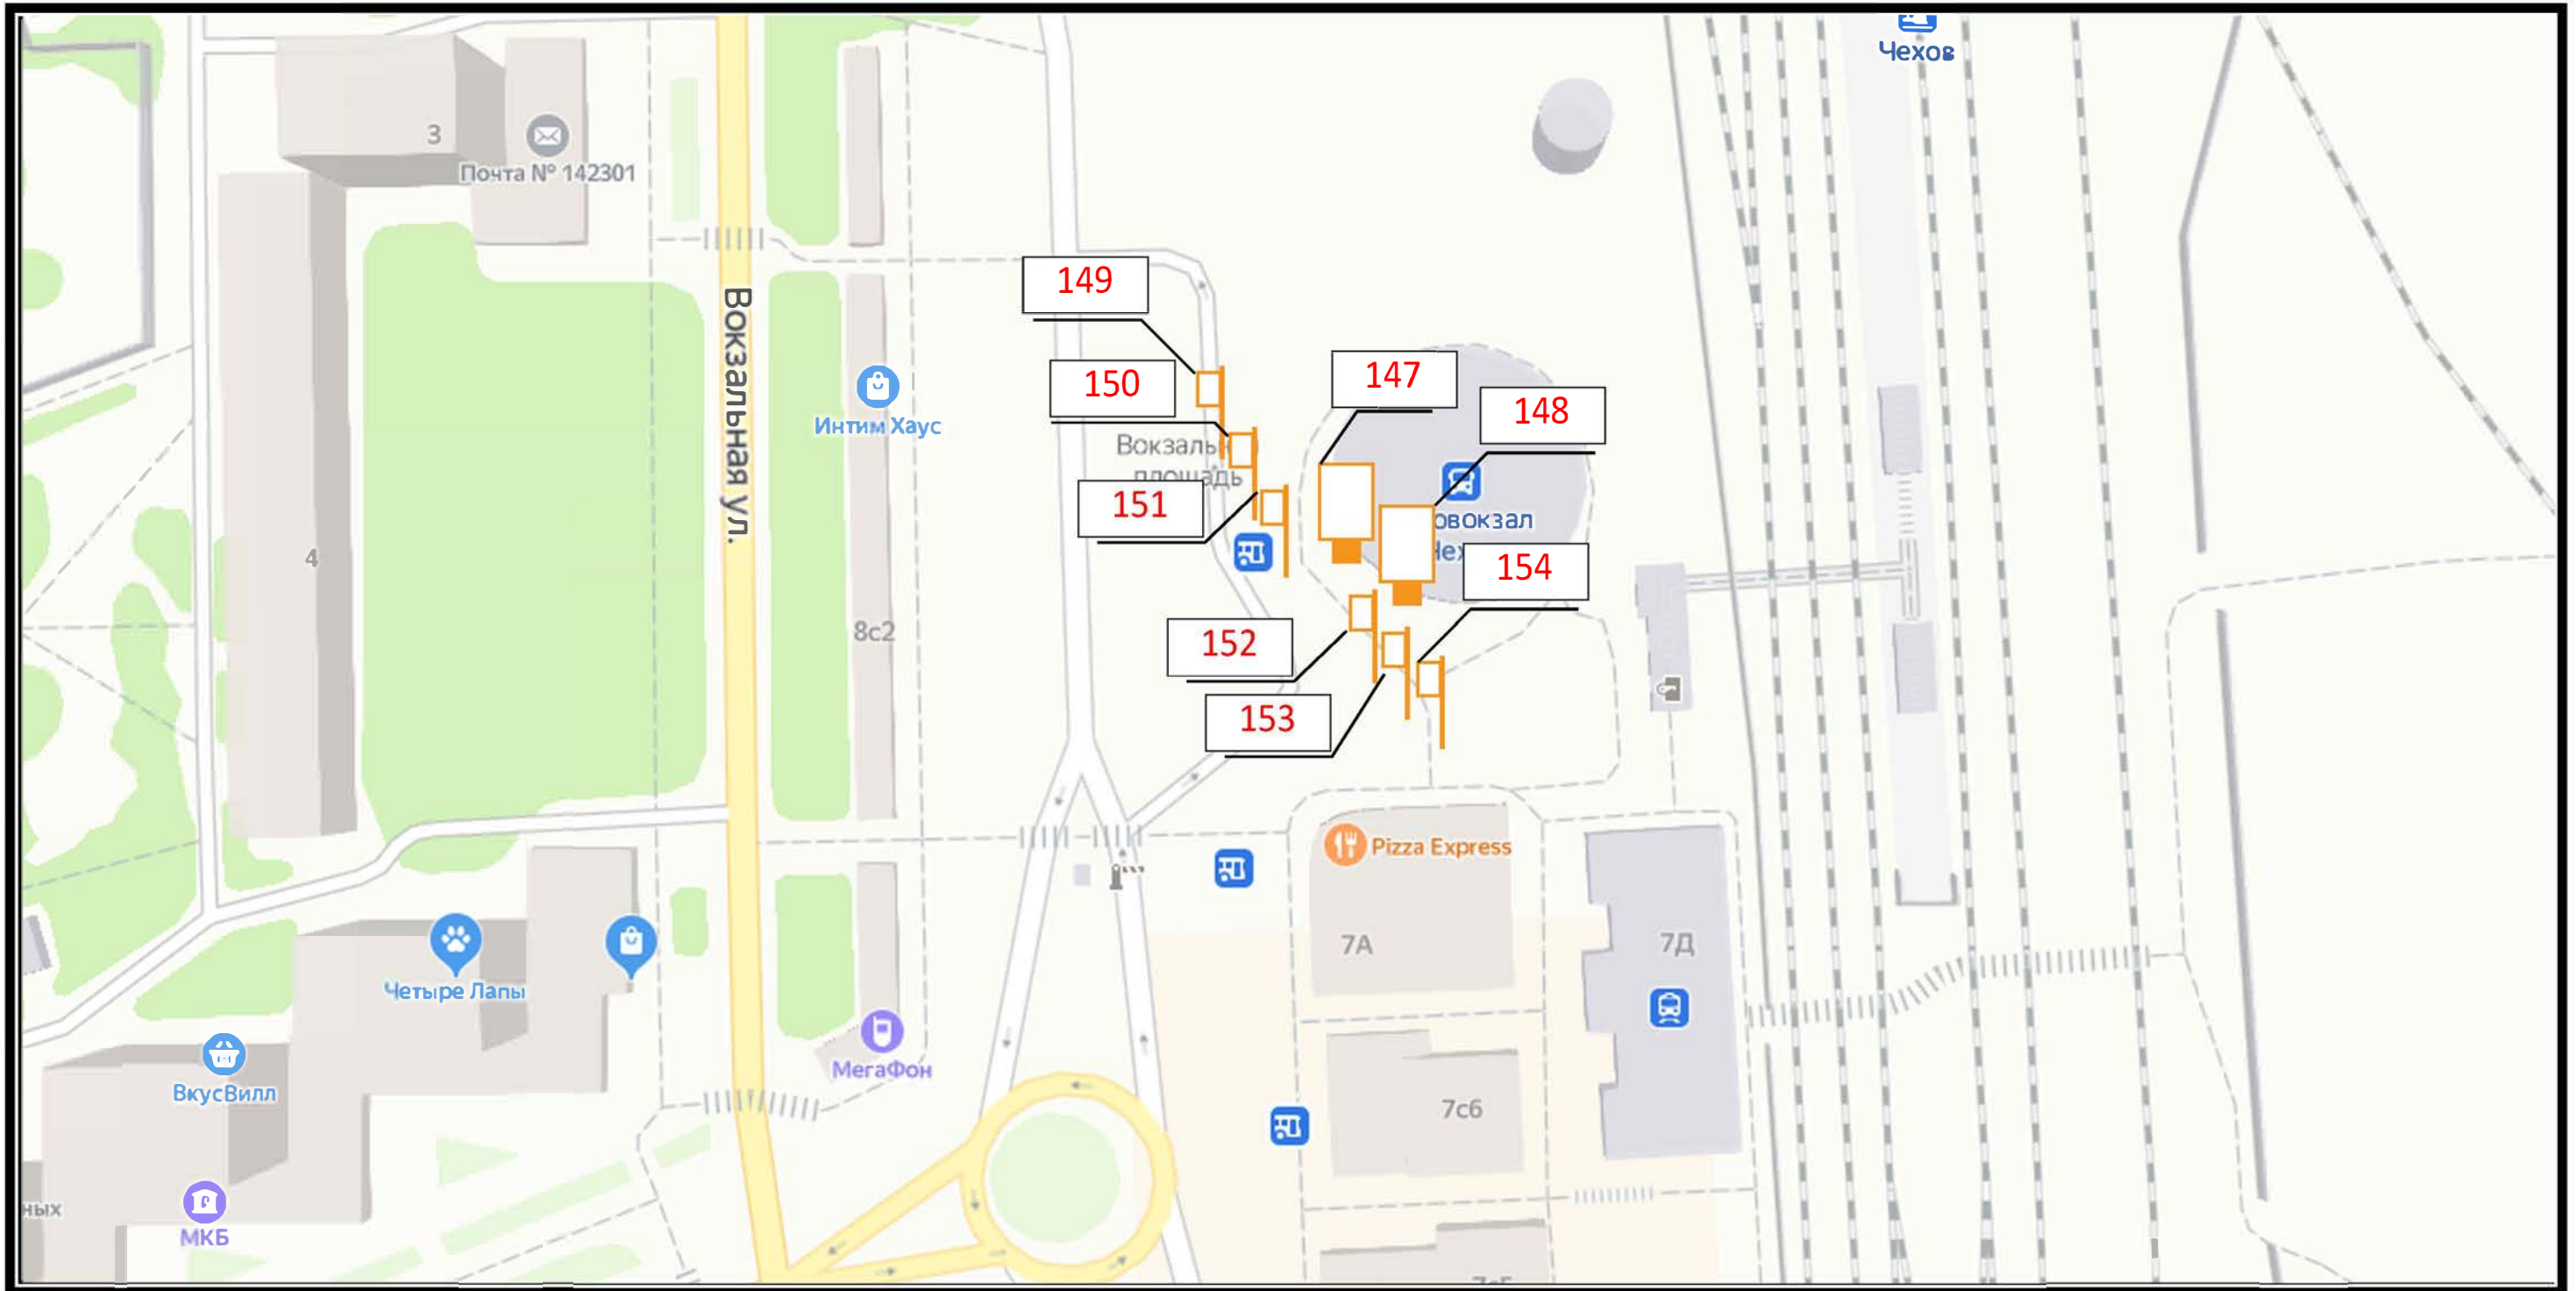 Чехов
3
Почта № 142301
149
147
150
148
Интим Хаус
Вокзальная ул.
151
4
154
8с2
152
153
Pizza Express
7А
7Д
Четыре Лапы
МегаФон
ВкусВилл
7с6
МКБ